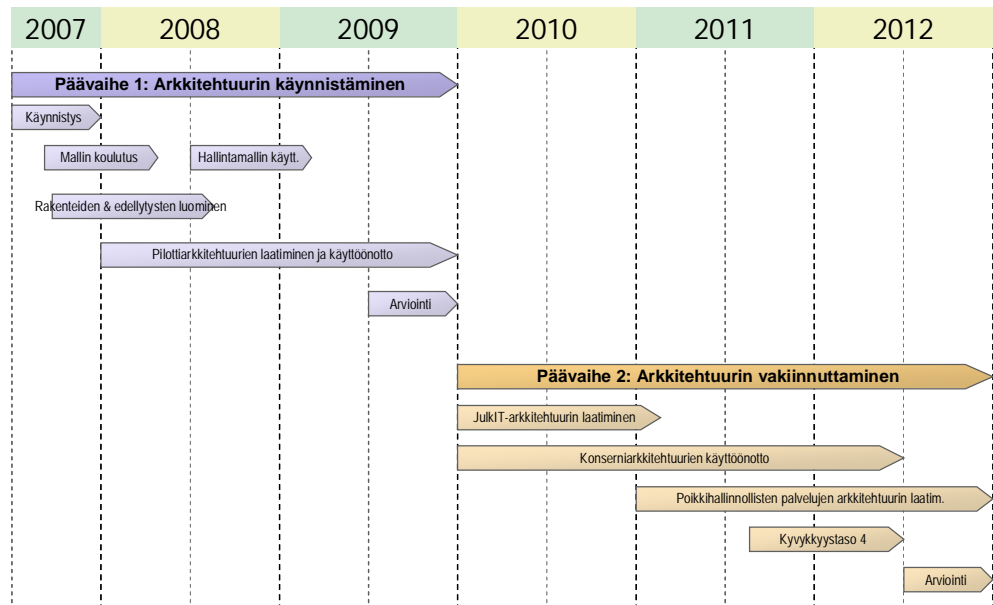 2007 2008 2009 2010 2011 2012
Päävaihe 1: Arkkitehtuurin käynnistäminen
Käynnistys
Mallin koulutus Hallintamallin käytt.
Rakenteiden & edellytysten luominen
Pilottiarkkitehtuurien laatiminen ja käyttöönotto
Arviointi
Päävaihe 2: Arkkitehtuurin vakiinnuttaminen
JulkIT-arkkitehtuurin laatiminen
Konserniarkkitehtuurien käyttöönotto
Poikkihallinnollisten palvelujen arkkitehtuurin laatim.
Kyvykkyystaso 4
Arviointi